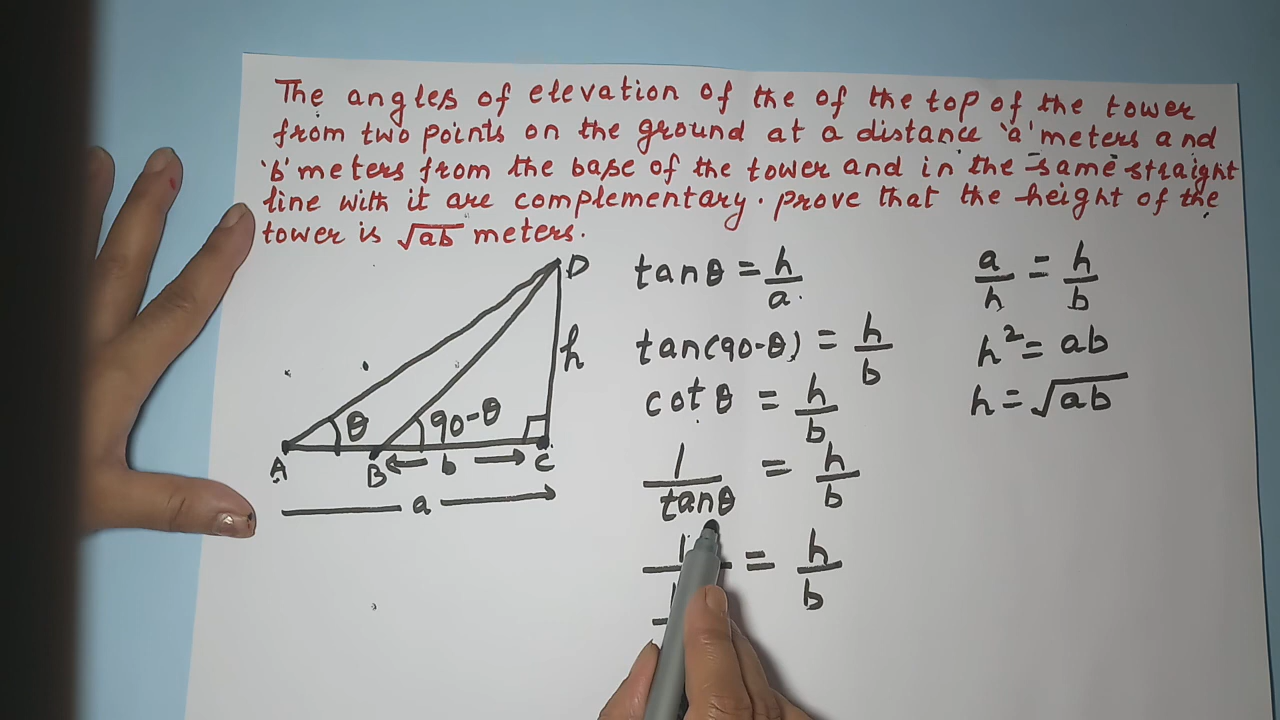 The angles of elevation of the of the top of the tower
from two points on the ground at a distance 'a' meters and
'b' meters from the base of the tower and in the same straight
line with it are complementary. prove that the height of the
tower is √ab meters.
D
h
θ
90-θ
A
B
b
C
a
tanθ = h/a
tan(90-θ) = h/b
cot θ = h/b
1/tanθ = h/b
= h/b
a/h = h/b
h² = ab
h = √ab